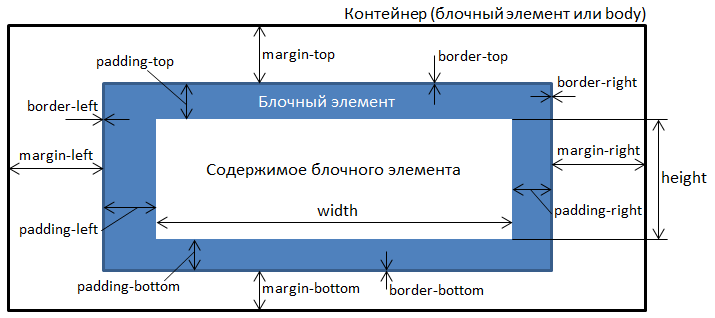 Контейнер (блочный элемент или body)
margin-top
border-top
padding-top
border-right
border-left
Блочный элемент
margin-left
margin-right
Содержимое блочного элемента
height
width
padding-left
padding-right
padding-bottom
margin-bottom
border-bottom